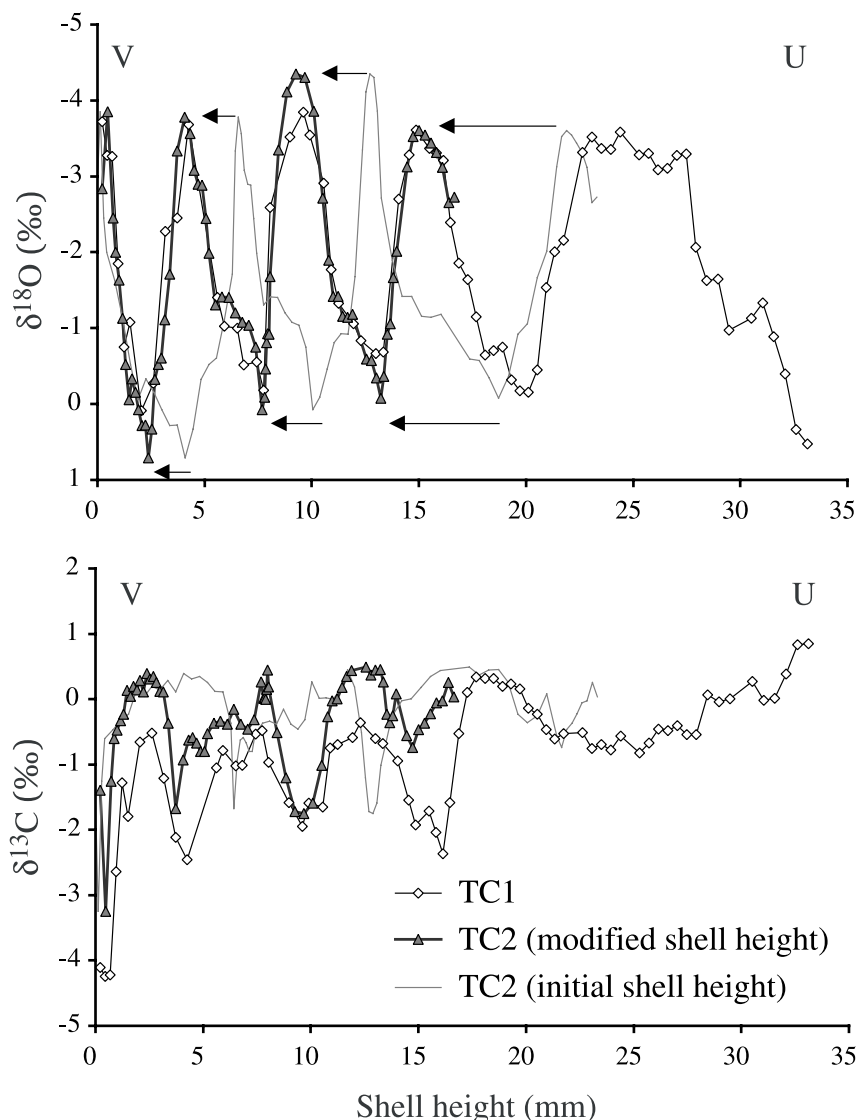 -5
V
U
-4
-3
-2
-1
0
1
δ18O (‰)
0 5 10 15 20 25 30 35
2
V
U
1
0
-1
-2
-3
-4
-5
δ13C (‰)
TC1
TC2 (modified shell height)
TC2 (initial shell height)
0 5 10 15 20 25 30 35
Shell height (mm)